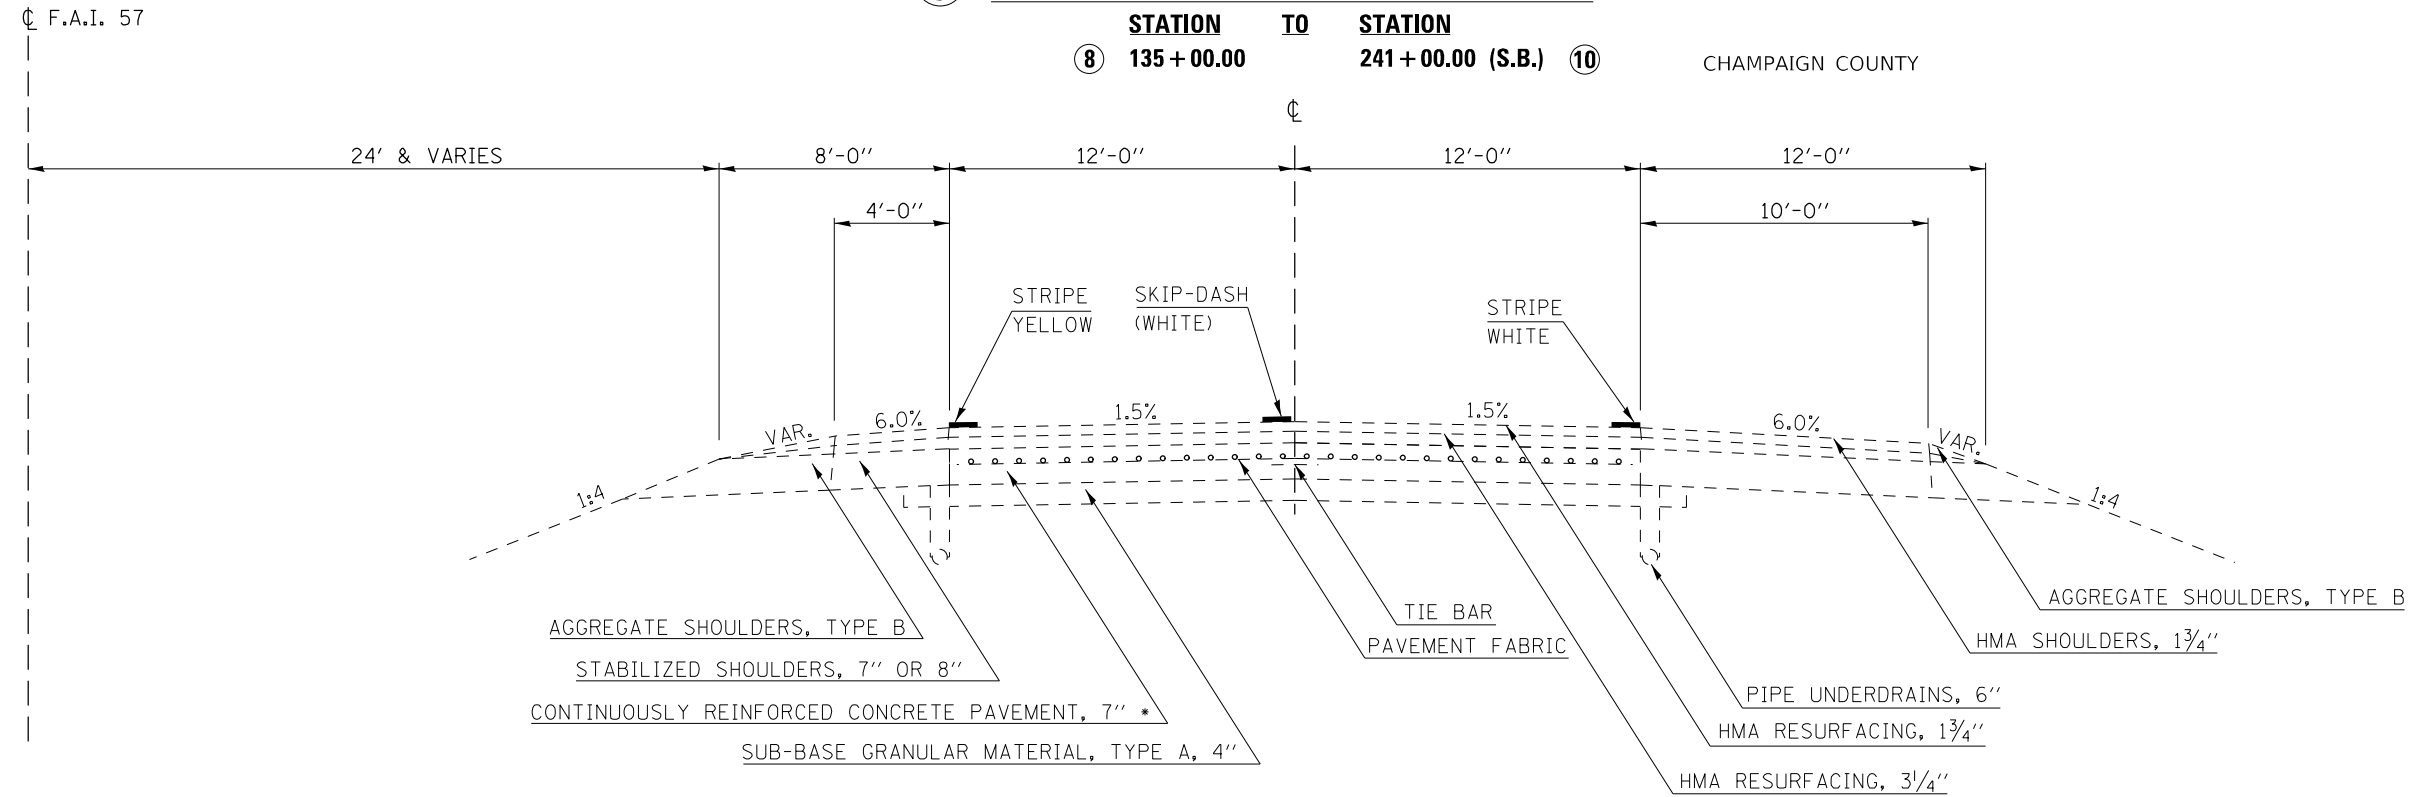 ℄ F.A.I. 57
STATION TO STATION
⑧ 135+00.00 241+00.00 (S.B.) ⑩
CHAMPAIGN COUNTY
℄
24' & VARIES
8'-0''
12'-0''
12'-0''
12'-0''
4'-0''
10'-0''
STRIPE
YELLOW
SKIP-DASH
(WHITE)
STRIPE
WHITE
1:4
VAR.
6.0%
1.5%
1.5%
6.0%
VAR.
1:4
AGGREGATE SHOULDERS, TYPE B
STABILIZED SHOULDERS, 7'' OR 8''
CONTINUOUSLY REINFORCED CONCRETE PAVEMENT, 7'' *
SUB-BASE GRANULAR MATERIAL, TYPE A, 4''
TIE BAR
PAVEMENT FABRIC
AGGREGATE SHOULDERS, TYPE B
HMA SHOULDERS, 1¾''
PIPE UNDERDRAINS, 6''
HMA RESURFACING, 1¾''
HMA RESURFACING, 3¼''